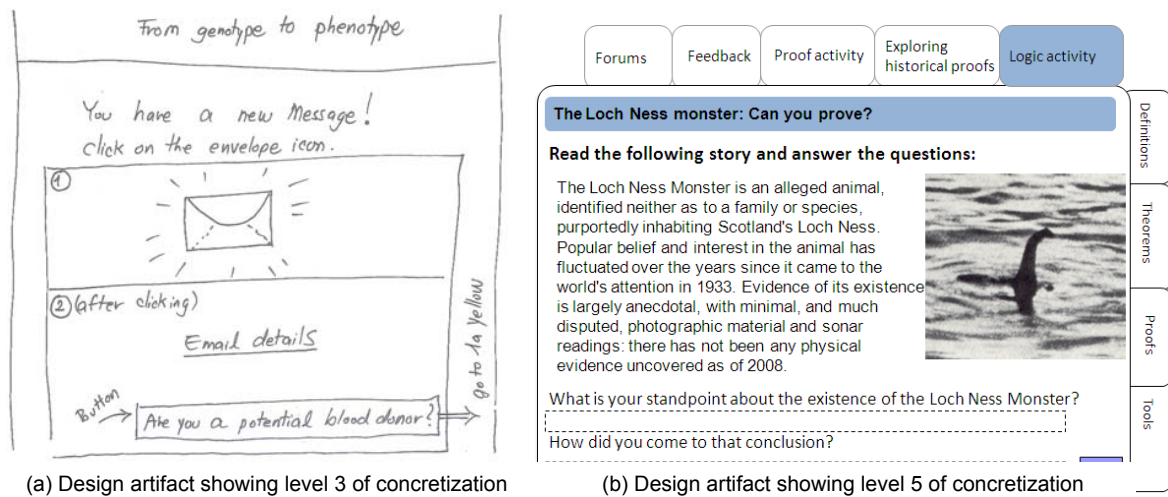 From genotype to phenotype
You have a new Message!
click on the envelope icon.
1
2 (after clicking)
Email details
Button
Are you a potential blood donor?
go to 1a yellow
(a) Design artifact showing level 3 of concretization
Forums
Feedback
Proof activity
Exploring
historical proofs
Logic activity
The Loch Ness monster: Can you prove?
Read the following story and answer the questions:
The Loch Ness Monster is an alleged animal,
identified neither as to a family or species,
purportedly inhabiting Scotland's Loch Ness.
Popular belief and interest in the animal has
fluctuated over the years since it came to the
world's attention in 1933. Evidence of its existence
is largely anecdotal, with minimal, and much
disputed, photographic material and sonar
readings: there has not been any physical
evidence uncovered as of 2008.
What is your standpoint about the existence of the Loch Ness Monster?
How did you come to that conclusion?
Definitions
Theorems
Proofs
Tools
(b) Design artifact showing level 5 of concretization